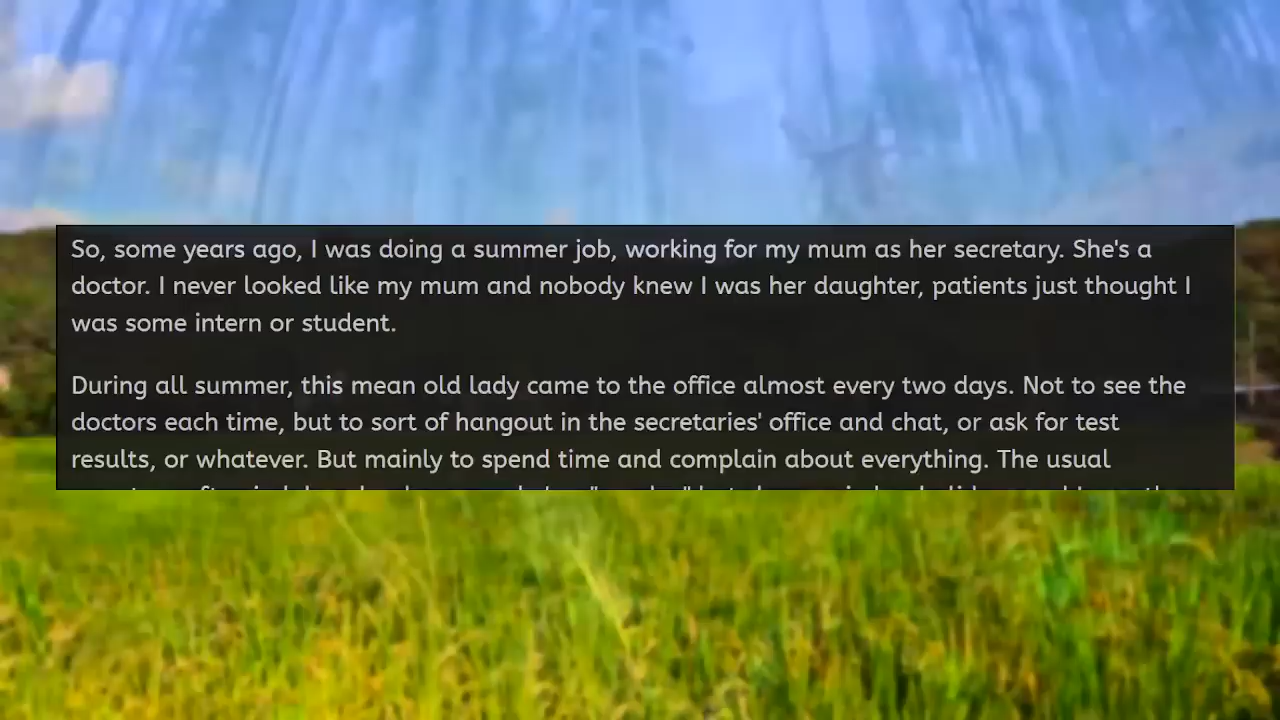 So, some years ago, I was doing a summer job, working for my mum as her secretary. She's a
doctor. I never looked like my mum and nobody knew I was her daughter, patients just thought I
was some intern or student.
During all summer, this mean old lady came to the office almost every two days. Not to see the
doctors each time, but to sort of hangout in the secretaries' office and chat, or ask for test
results, or whatever. But mainly to spend time and complain about everything. The usual